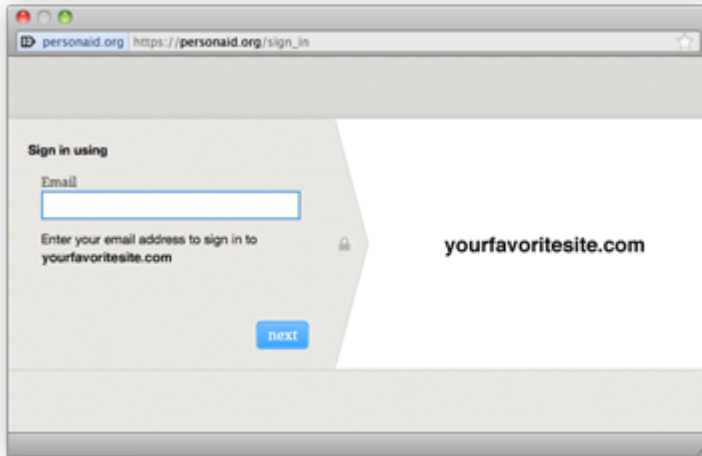 personaid.org https://personaid.org/sign_in
Sign in using
Email
Enter your email address to sign in to
yourfavoritesite.com
next
yourfavoritesite.com